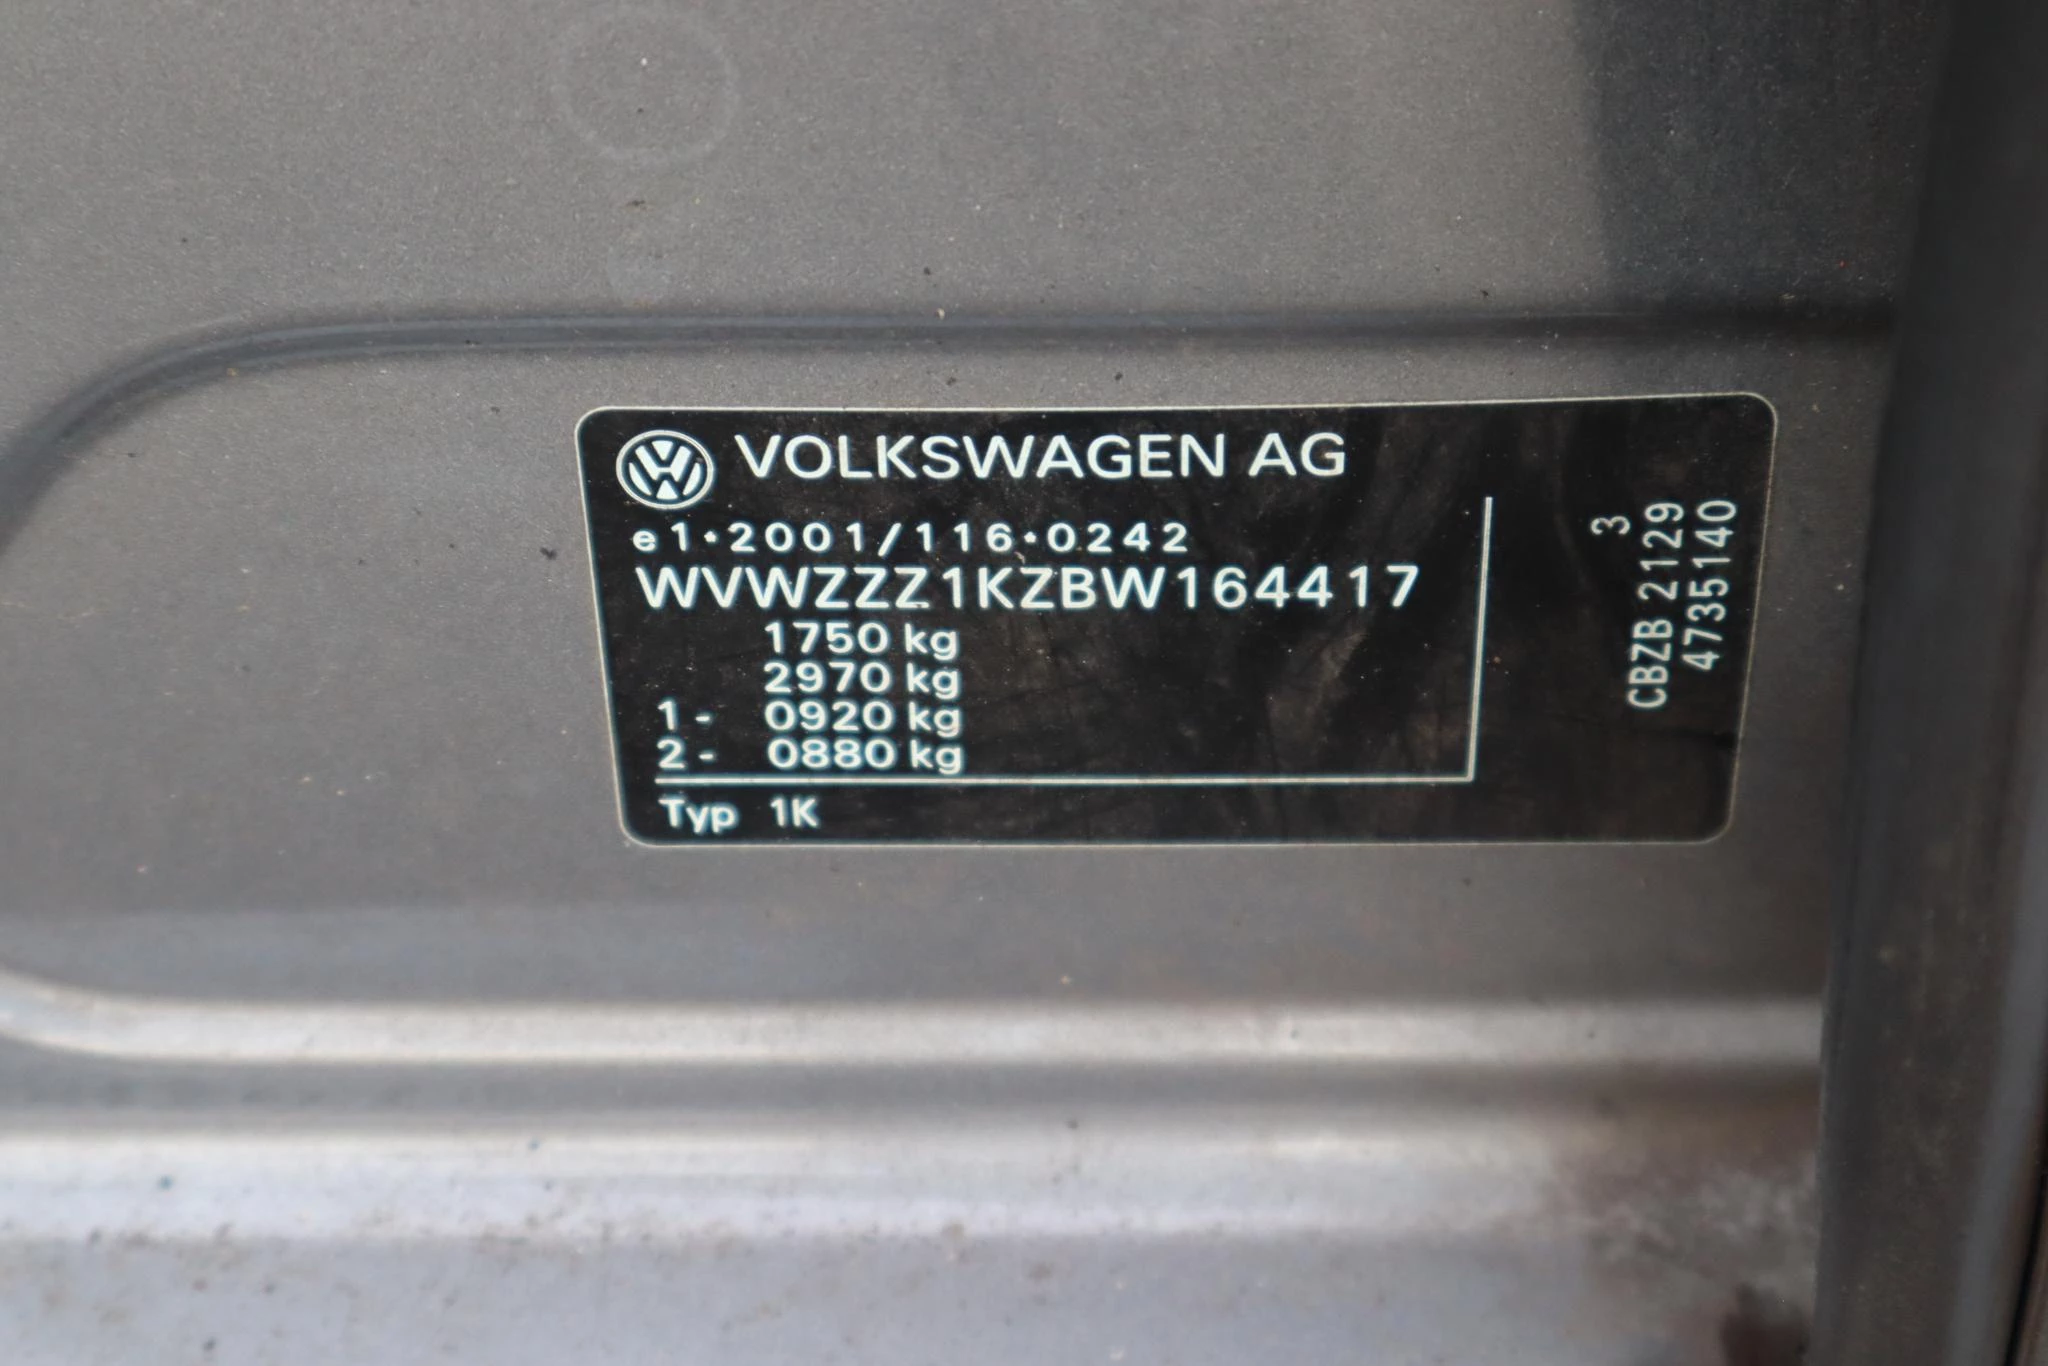 VOLKSWAGEN AG
e1*2001/116*0242
WVWZZZ1KZBW164417
1750 kg
2970 kg
1- 0920 kg
2- 0880 kg
Typ 1K
3
CBZB 21129
4735140